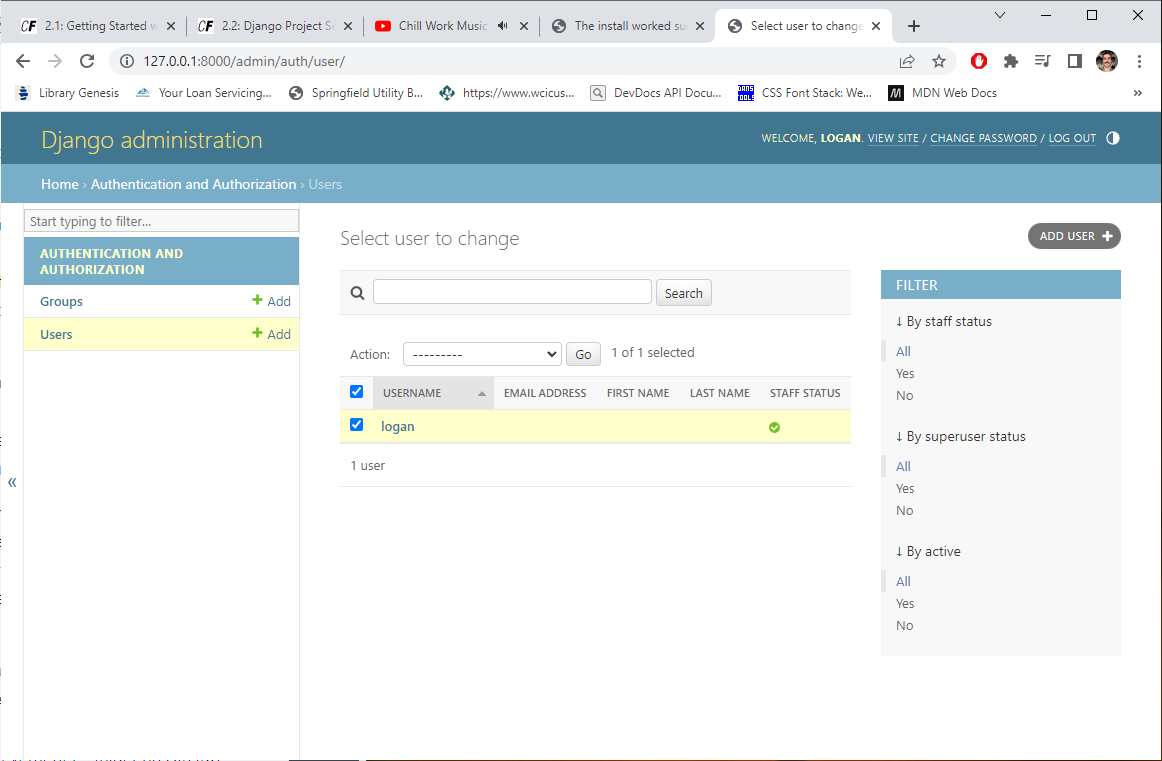 2.1: Getting Started w
2.2: Django Project Se
Chill Work Music
The install worked su
Select user to change
127.0.0.1:8000/admin/auth/user/
Library Genesis
Your Loan Servicing...
Springfield Utility B...
https://www.wcicus...
DevDocs API Docu...
CSS Font Stack: We...
MDN Web Docs
»
Django administration
WELCOME, LOGAN. VIEW SITE / CHANGE PASSWORD / LOG OUT
Home › Authentication and Authorization › Users
Start typing to filter...
AUTHENTICATION AND
AUTHORIZATION
Groups + Add
Users + Add
«
Select user to change
ADD USER +
Search
Action: --------- Go 1 of 1 selected
USERNAME EMAIL ADDRESS FIRST NAME LAST NAME STAFF STATUS
logan
1 user
FILTER
↓ By staff status
All
Yes
No
↓ By superuser status
All
Yes
No
↓ By active
All
Yes
No